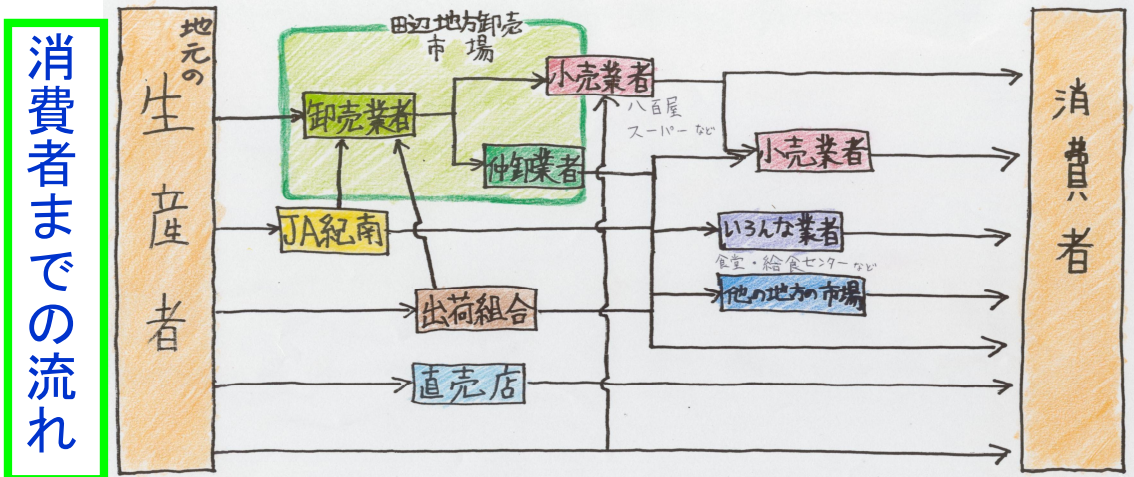 消費者までの流れ
地元の
生産者
田辺地方卸売
市場
卸売業者
仲卸業者
小売業者
八百屋
スーパーなど
小売業者
JA紀南
いろんな業者
食堂・給食センターなど
出荷組合
他の地方の市場
直売店
消費者